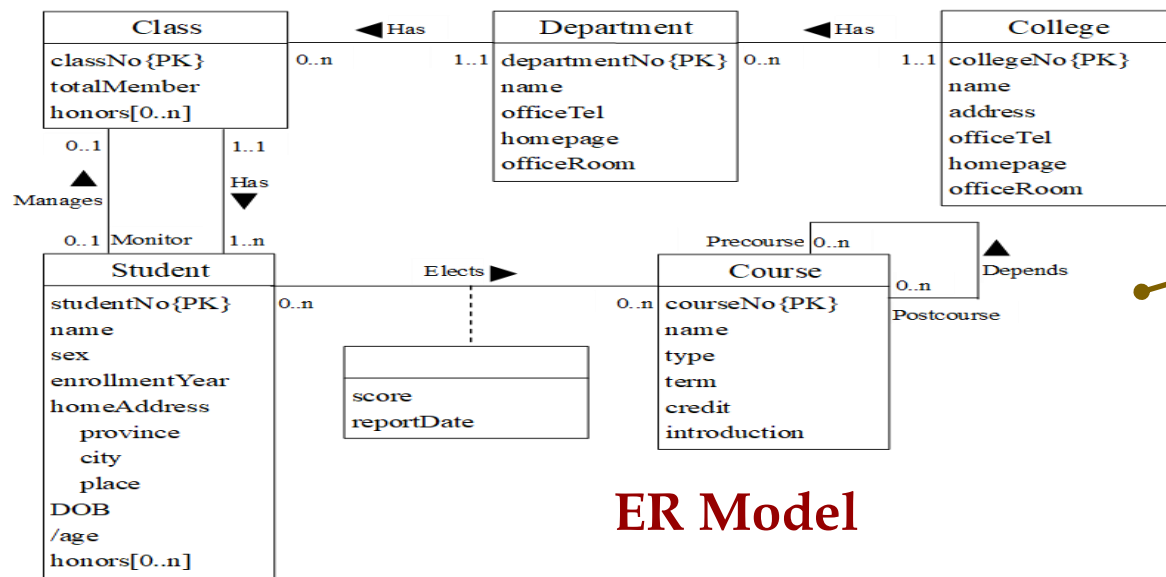 Class
classNo{PK}
totalMember
honors[0..n]
Has
0..n
1..1
Department
departmentNo{PK}
name
officeTel
homepage
officeRoom
Has
0..n
1..1
College
collegeNo{PK}
name
address
officeTel
homepage
officeRoom
0..1
1..1
Manages
Has
0..1
Monitor
1..n
Student
studentNo{PK}
name
sex
enrollmentYear
homeAddress
province
city
place
DOB
/age
honors[0..n]
Elects
0..n
0..n
score
reportDate
Precourse
0..n
Depends
0..n
Postcourse
Course
courseNo{PK}
name
type
term
credit
introduction
ER Model